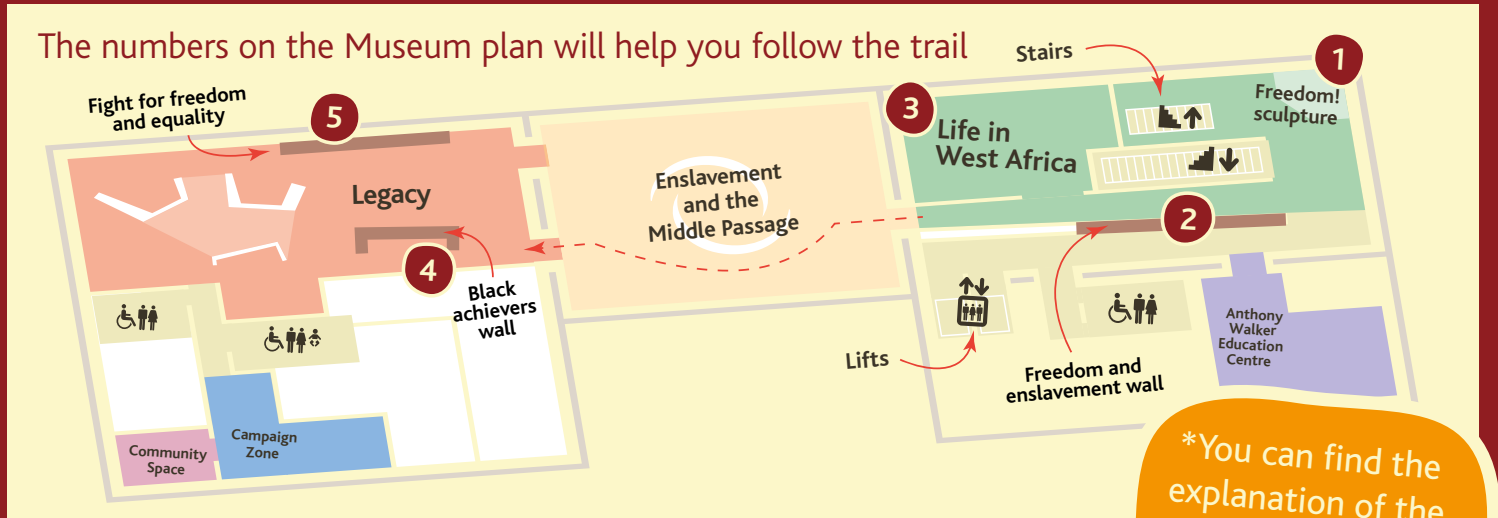 The numbers on the Museum plan will help you follow the trail
Stairs
1
Freedom!
sculpture
Fight for freedom
and equality
5
3
Life in
West Africa
Legacy
Enslavement
and the
Middle Passage
2
4
Black
achievers
wall
Lifts
Freedom and
enslavement wall
Anthony
Walker
Education
Centre
Community
Space
Campaign
Zone
*You can find the
explanation of the